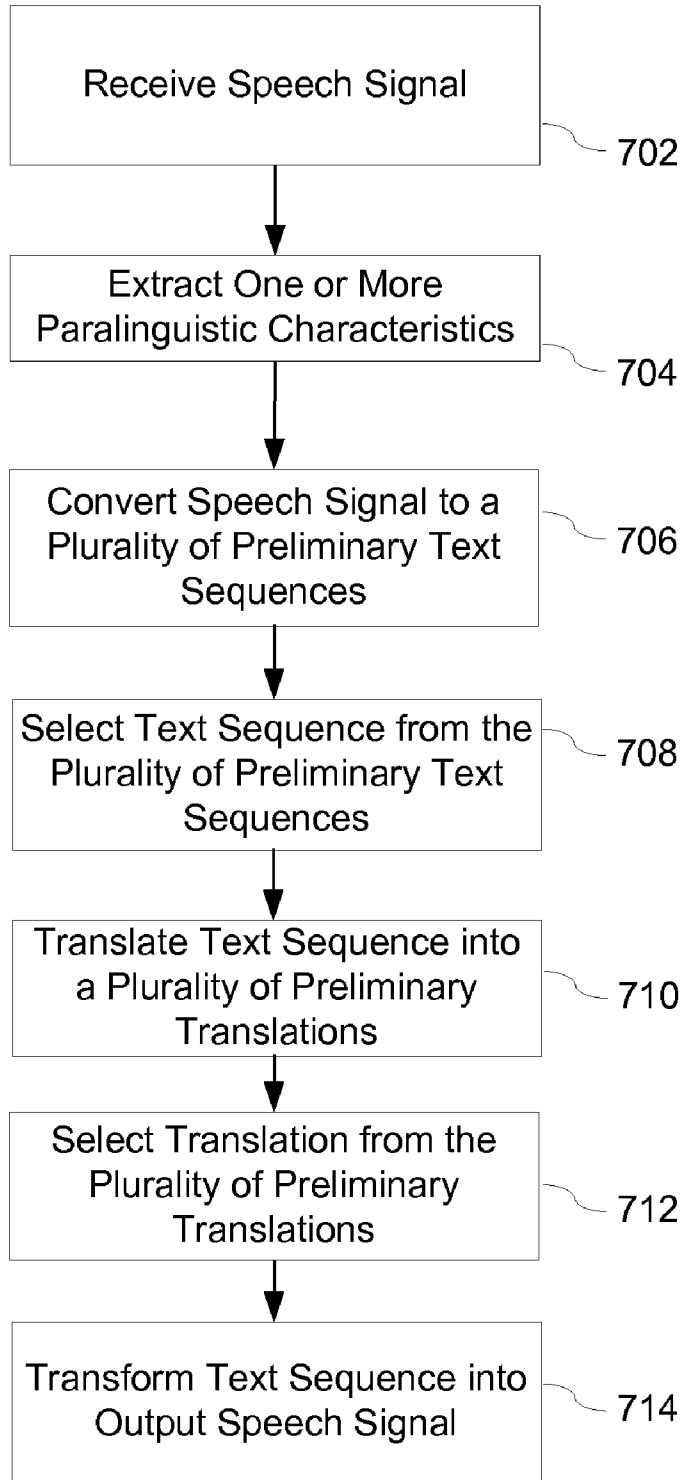 Receive Speech Signal
702
Extract One or More
Paralinguistic Characteristics
704
Convert Speech Signal to a
Plurality of Preliminary Text
Sequences
706
Select Text Sequence from the
Plurality of Preliminary Text
Sequences
708
Translate Text Sequence into
a Plurality of Preliminary
Translations
710
Select Translation from the
Plurality of Preliminary
Translations
712
Transform Text Sequence into
Output Speech Signal
714